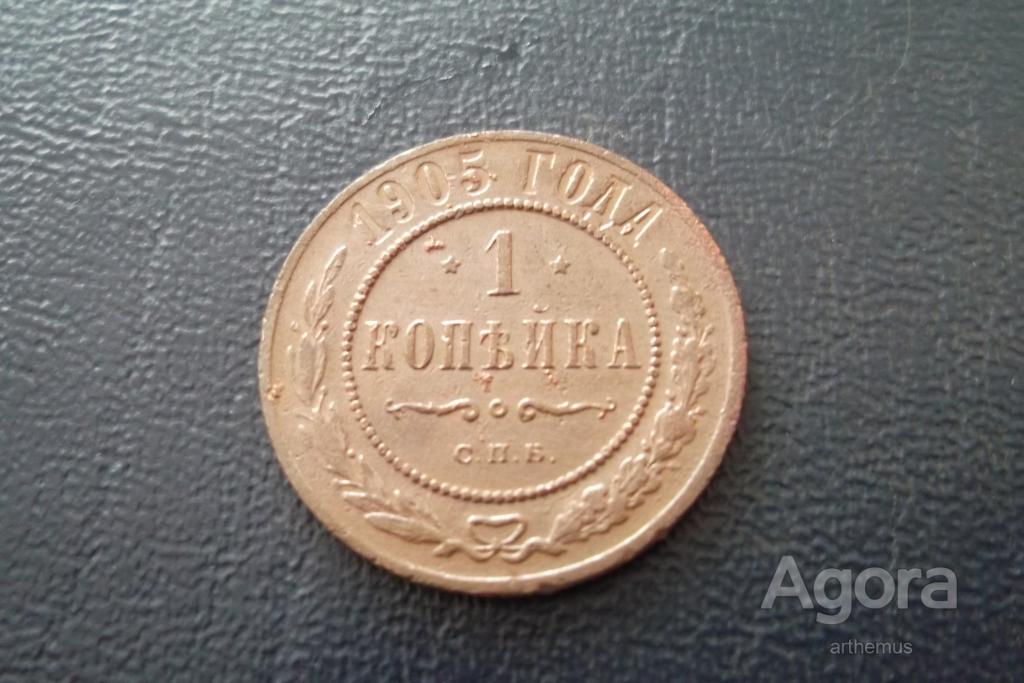 1905 ГОДА
1
КОПѢЙКА
С.П.Б.
Agora
arthemus